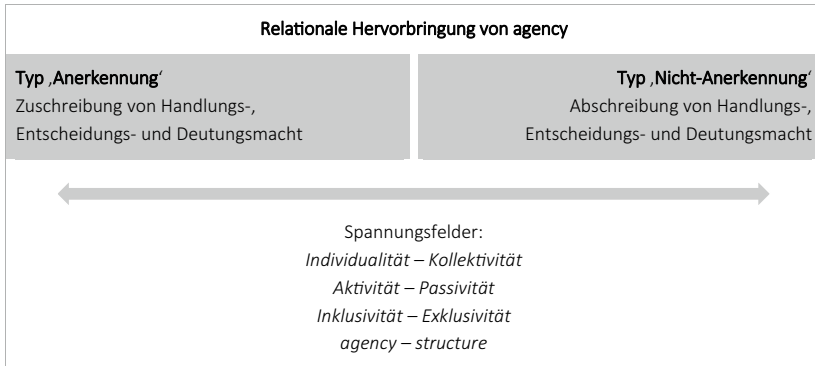 Relationale Hervorbringung von agency
Typ ‚Anerkennung‘
Zuschreibung von Handlungs-,
Entscheidungs- und Deutungsmacht
Typ ‚Nicht-Anerkennung‘
Abschreibung von Handlungs-,
Entscheidungs- und Deutungsmacht
Spannungsfelder:
Individualität – Kollektivität
Aktivität – Passivität
Inklusivität – Exklusivität
agency – structure